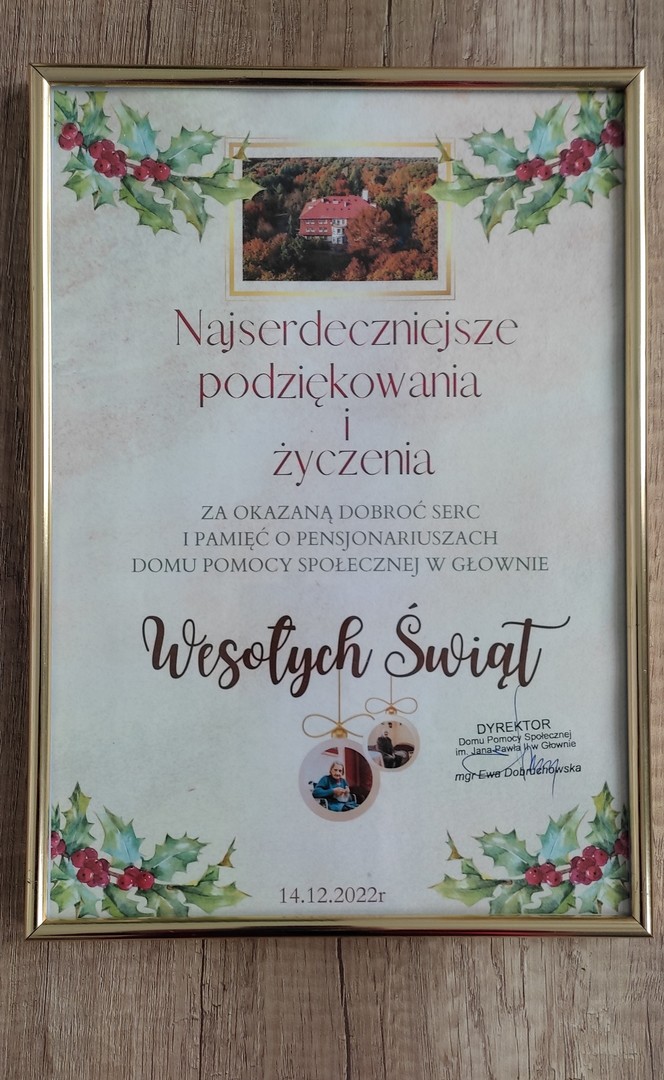 Najserdeczniejsze
podziękowania
i
życzenia
ZA OKAZANĄ DOBROĆ SERC
I PAMIĘĆ O PENSJONARIUSZACH
DOMU POMOCY SPOŁECZNEJ W GŁOWNIE
Wesołych Świąt
DYREKTOR
Domu Pomocy Społecznej
im. Jana Pawła II w Głownie
mgr Ewa Dobruchowska
14.12.2022r